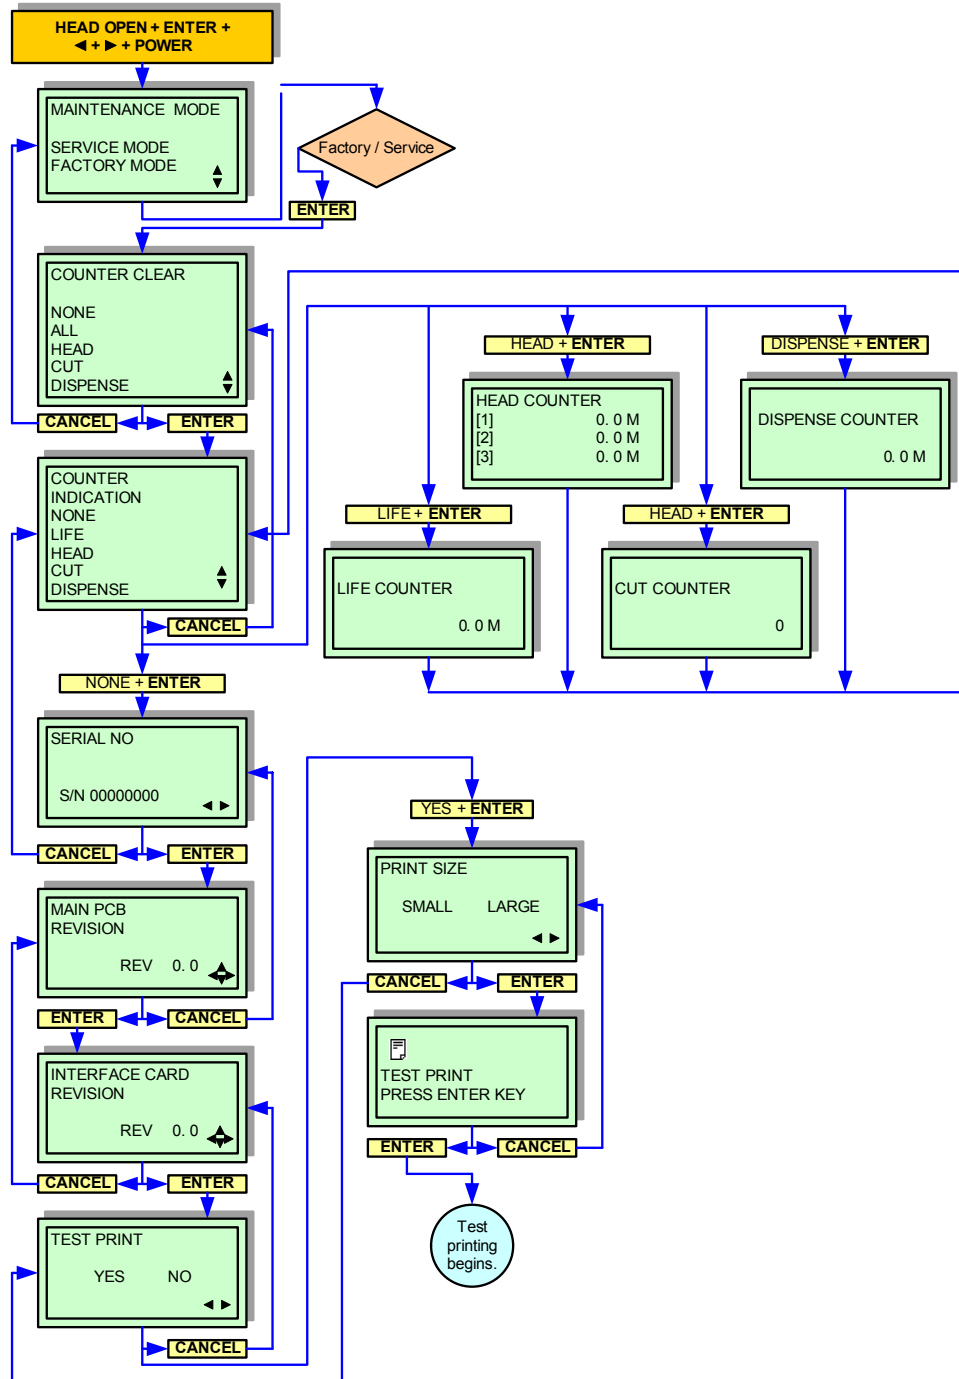 HEAD OPEN + ENTER +
◄ + ► + POWER
MAINTENANCE MODE
SERVICE MODE
FACTORY MODE
Factory / Service
ENTER
COUNTER CLEAR
NONE
ALL
HEAD
CUT
DISPENSE
CANCEL
ENTER
HEAD + ENTER
DISPENSE + ENTER
HEAD COUNTER
[1] 0. 0 M
[2] 0. 0 M
[3] 0. 0 M
DISPENSE COUNTER
0. 0 M
COUNTER
INDICATION
NONE
LIFE
HEAD
CUT
DISPENSE
CANCEL
LIFE + ENTER
HEAD + ENTER
LIFE COUNTER
0. 0 M
CUT COUNTER
0
NONE + ENTER
SERIAL NO
S/N 00000000
CANCEL
ENTER
MAIN PCB
REVISION
REV 0. 0
ENTER
CANCEL
INTERFACE CARD
REVISION
REV 0. 0
CANCEL
ENTER
TEST PRINT
YES NO
CANCEL
YES + ENTER
PRINT SIZE
SMALL LARGE
CANCEL
ENTER
TEST PRINT
PRESS ENTER KEY
ENTER
CANCEL
Test
printing
begins.